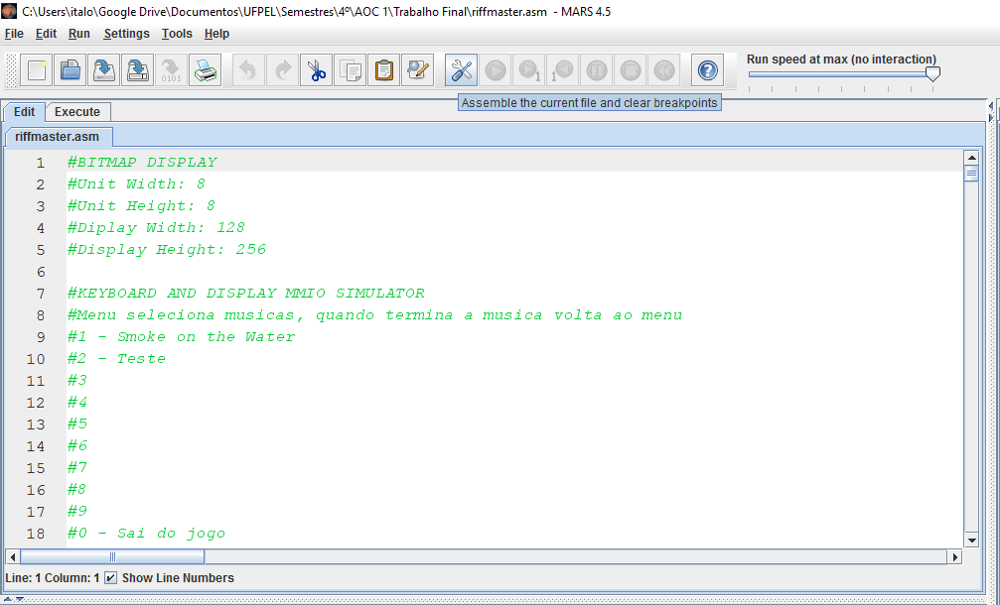 C:\Users\italo\Google Drive\Documentos\UFPEL\Semestres\4º\AOC 1\Trabalho Final\riffmaster.asm - MARS 4.5
File Edit Run Settings Tools Help
Run speed at max (no interaction)
Assemble the current file and clear breakpoints
Edit Execute
riffmaster.asm
1 #BITMAP DISPLAY
2 #Unit Width: 8
3 #Unit Height: 8
4 #Diplay Width: 128
5 #Display Height: 256
6
7 #KEYBOARD AND DISPLAY MMIO SIMULATOR
8 #Menu seleciona musicas, quando termina a musica volta ao menu
9 #1 - Smoke on the Water
10 #2 - Teste
11 #3
12 #4
13 #5
14 #6
15 #7
16 #8
17 #9
18 #0 - Sai do jogo
Line: 1 Column: 1 Show Line Numbers